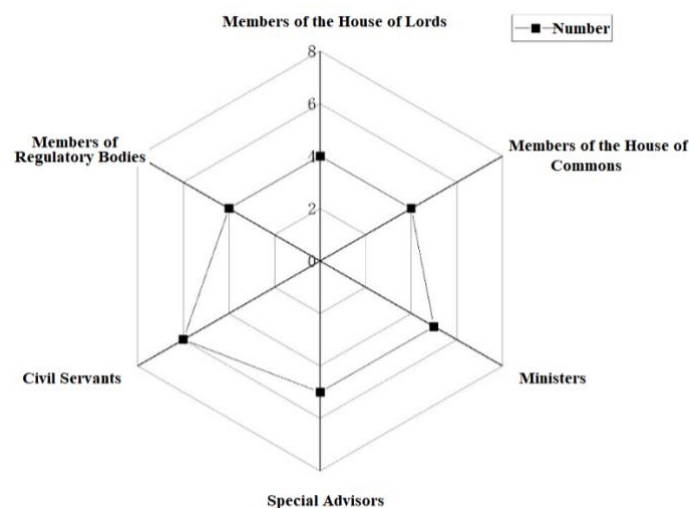 Members of the House of Lords
Number
8
6
Members of
Regulatory Bodies
4
Members of the House of
Commons
2
0
Civil Servants
Ministers
Special Advisors